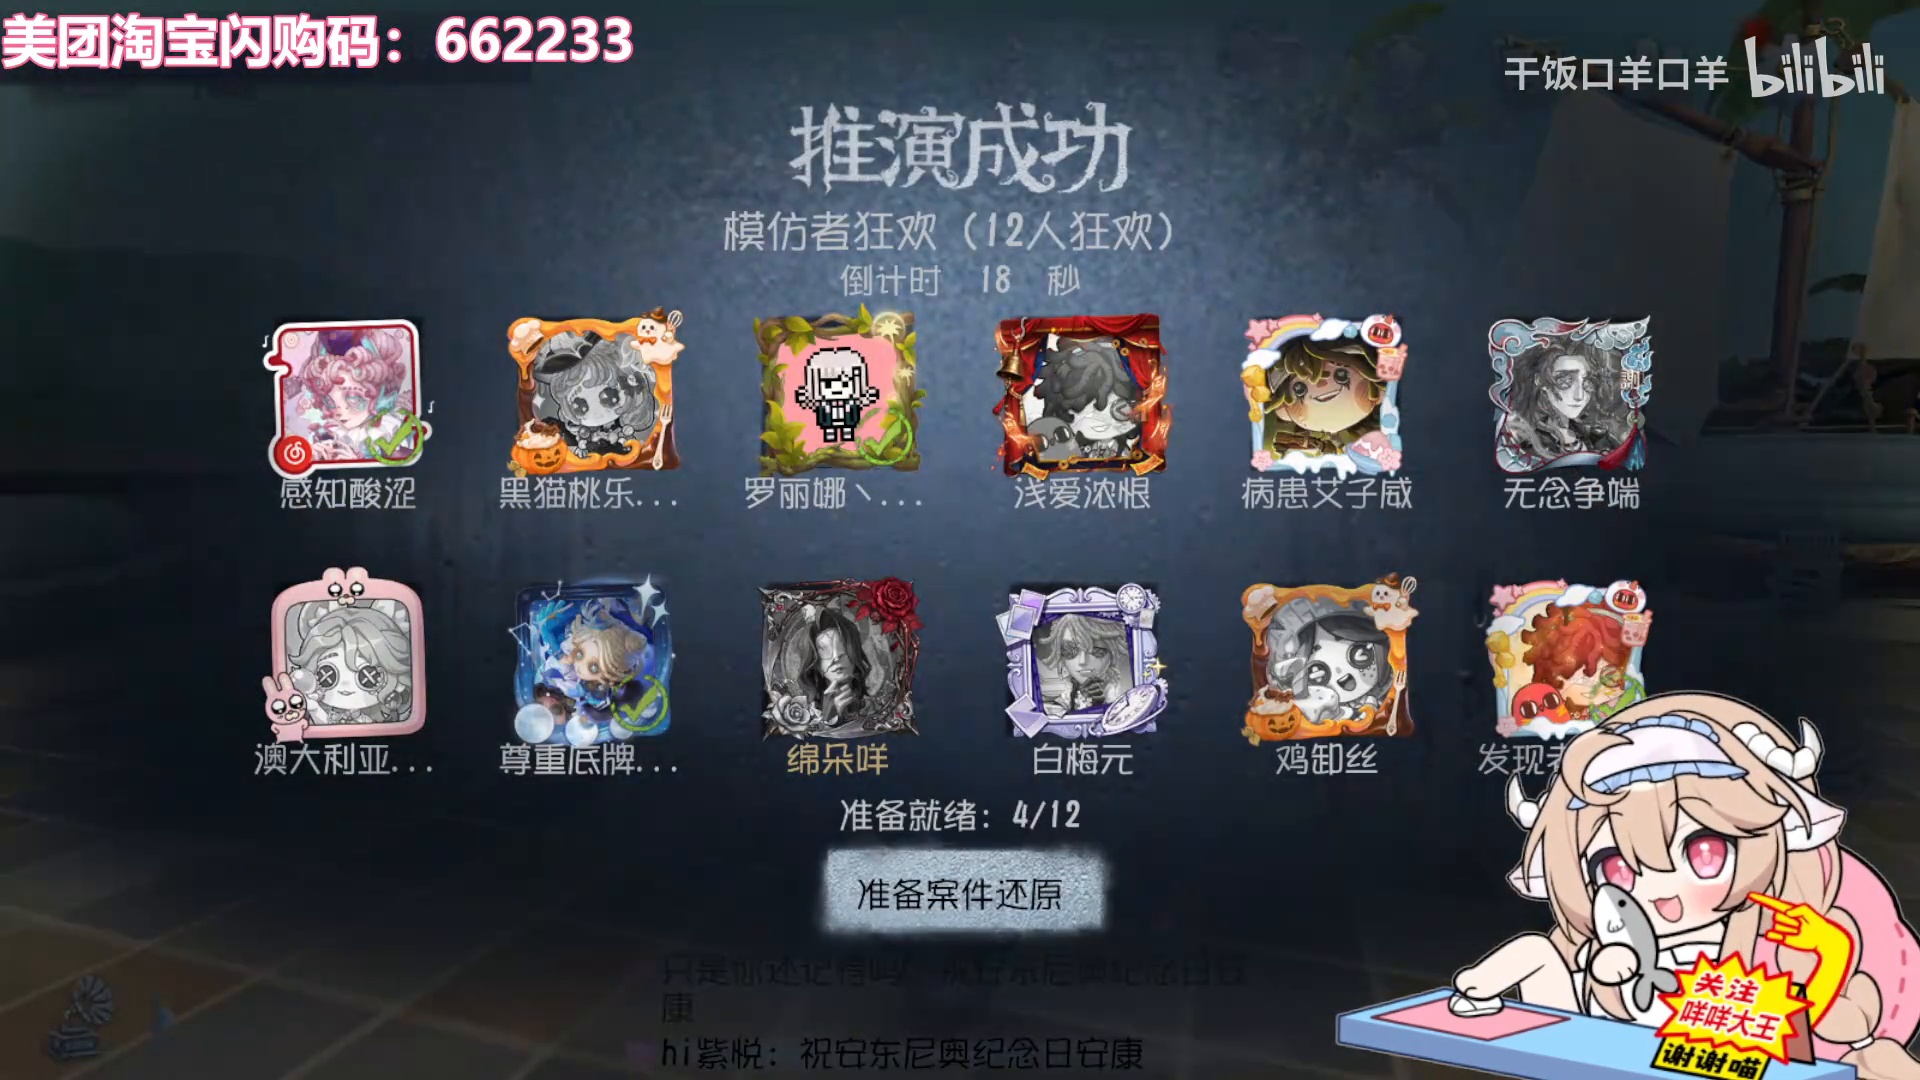 美团淘宝闪购码：662233
干饭口羊口羊 bilibili
推演成功
模仿者狂欢（12人狂欢）
倒计时 18 秒
感知酸涩
黑猫桃乐...
罗丽娜丶...
浅爱浓恨
病患艾子威
无念争端
澳大利亚...
尊重底牌...
绵朵咩
白梅元
鸡卸丝
发现者
准备就绪：4/12
准备案件还原
康
hi紫悦：祝安东尼奥纪念日安康
关注
咩咩大王
谢谢喵